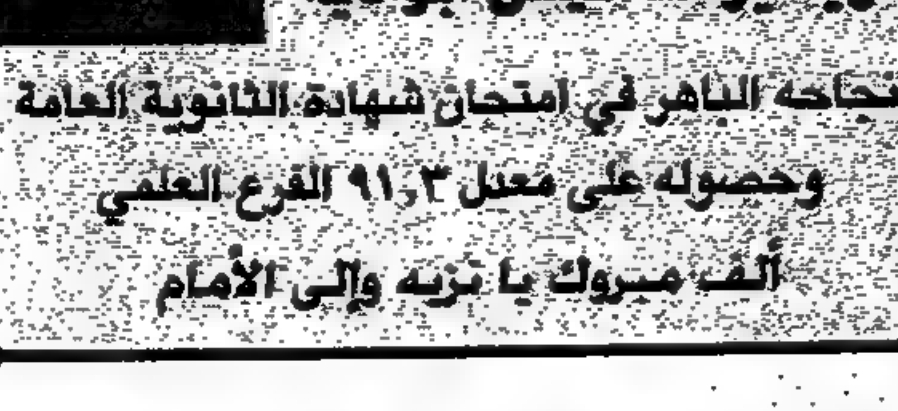 نجاحه الباهر في امتحان شهادة الثانوية العامة
وحصوله على معدل ٩١,٣ الفرع العلمي
ألف مبروك يا نزيه وإلى الأمام